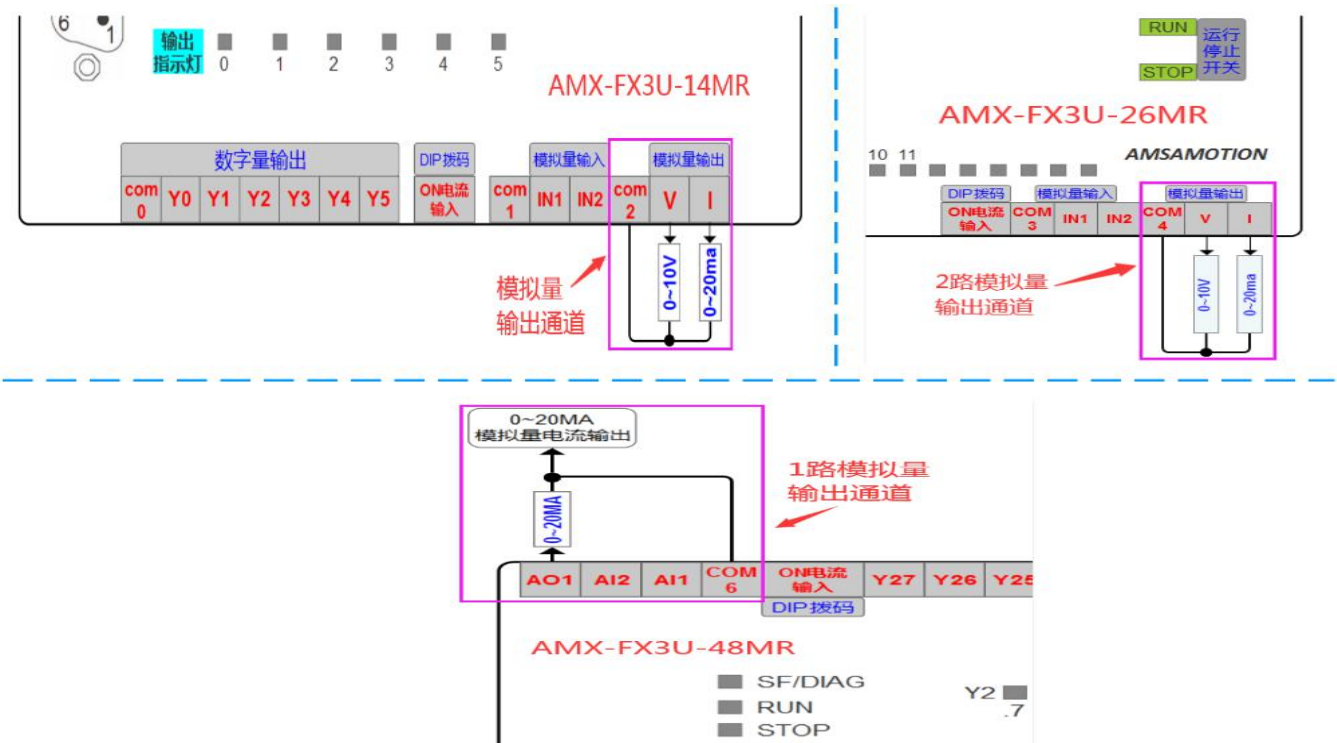 6
1
输出
指示灯
0 1 2 3 4 5
AMX-FX3U-14MR
数字量输出
DIP拨码
模拟量输入
模拟量输出
com
0
Y0 Y1 Y2 Y3 Y4 Y5
ON电流
输入
com
1
IN1 IN2
com
2
V I
0~10V
0~20ma
模拟量
输出通道
RUN
STOP
运行
停止
开关
AMX-FX3U-26MR
10 11
AMSAMOTION
DIP拨码
模拟量输入
模拟量输出
ON电流
输入
COM
3
IN1 IN2
COM
4
V I
0~10V
0~20ma
2路模拟量
输出通道
0~20MA
模拟量电流输出
0~20MA
1路模拟量
输出通道
AO1 AI2 AI1
COM
6
ON电流
输入
Y27 Y26 Y25
DIP拨码
AMX-FX3U-48MR
SF/DIAG
RUN
STOP
Y2
.7